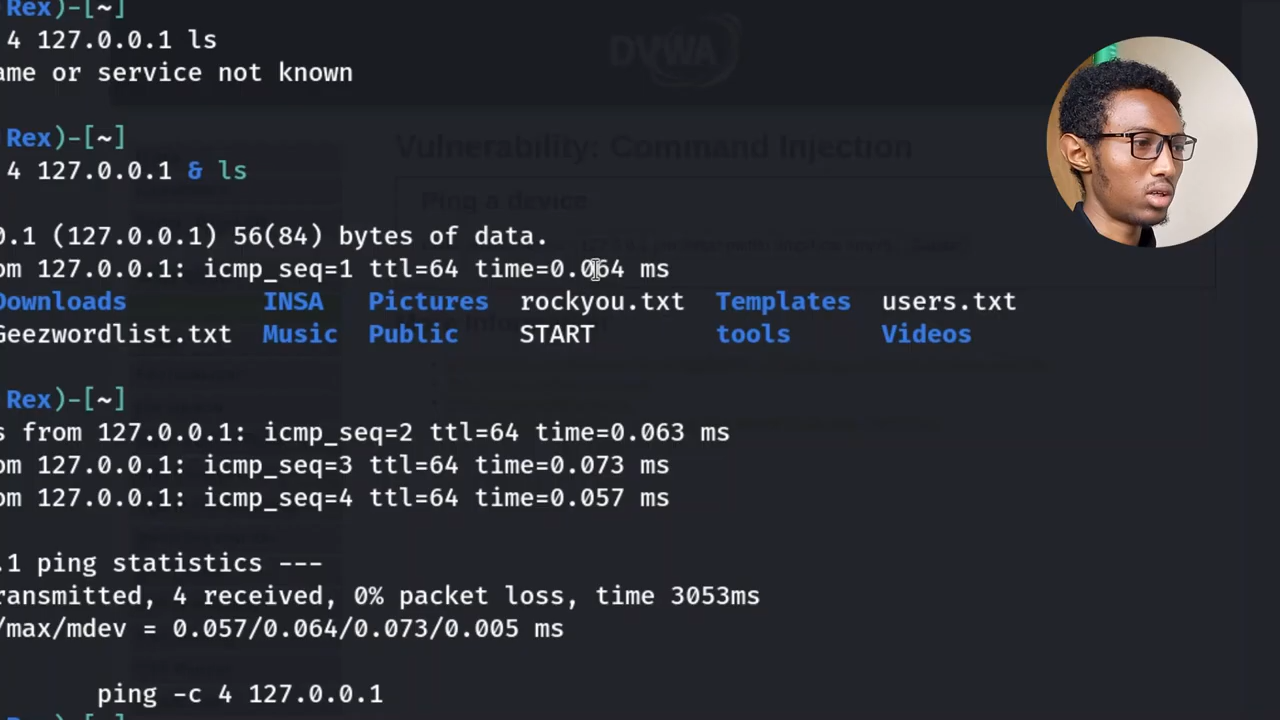 Rex)-[~]
4 127.0.0.1 ls
ame or service not known
Rex)-[~]
4 127.0.0.1 & ls
0.1 (127.0.0.1) 56(84) bytes of data.
om 127.0.0.1: icmp_seq=1 ttl=64 time=0.064 ms
Downloads INSA Pictures rockyou.txt Templates users.txt
Geezwordlist.txt Music Public START tools Videos
Rex)-[~]
s from 127.0.0.1: icmp_seq=2 ttl=64 time=0.063 ms
om 127.0.0.1: icmp_seq=3 ttl=64 time=0.073 ms
om 127.0.0.1: icmp_seq=4 ttl=64 time=0.057 ms
.1 ping statistics ---
ransmitted, 4 received, 0% packet loss, time 3053ms
/max/mdev = 0.057/0.064/0.073/0.005 ms
ping -c 4 127.0.0.1
Rex)-[~]
DVWA
Vulnerability: Command Injection
Ping a device